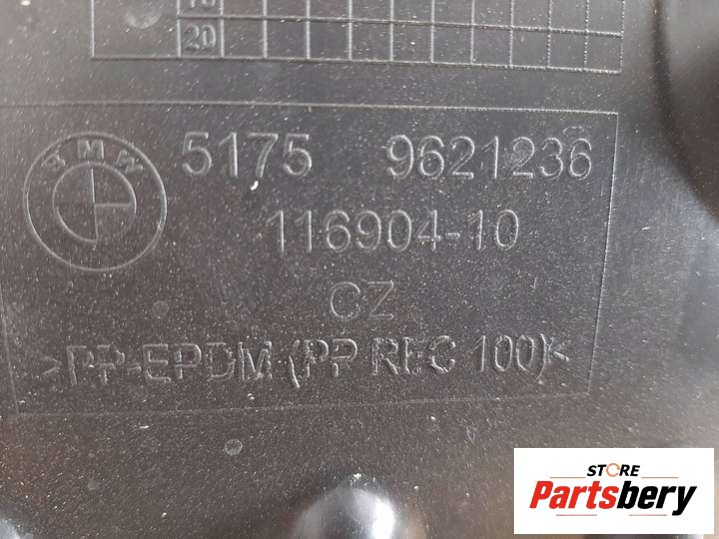 20
BMW
5175 9621236
116904-10
CZ
>PP-EPDM (PP REC 100)<
STORE
Partsbery